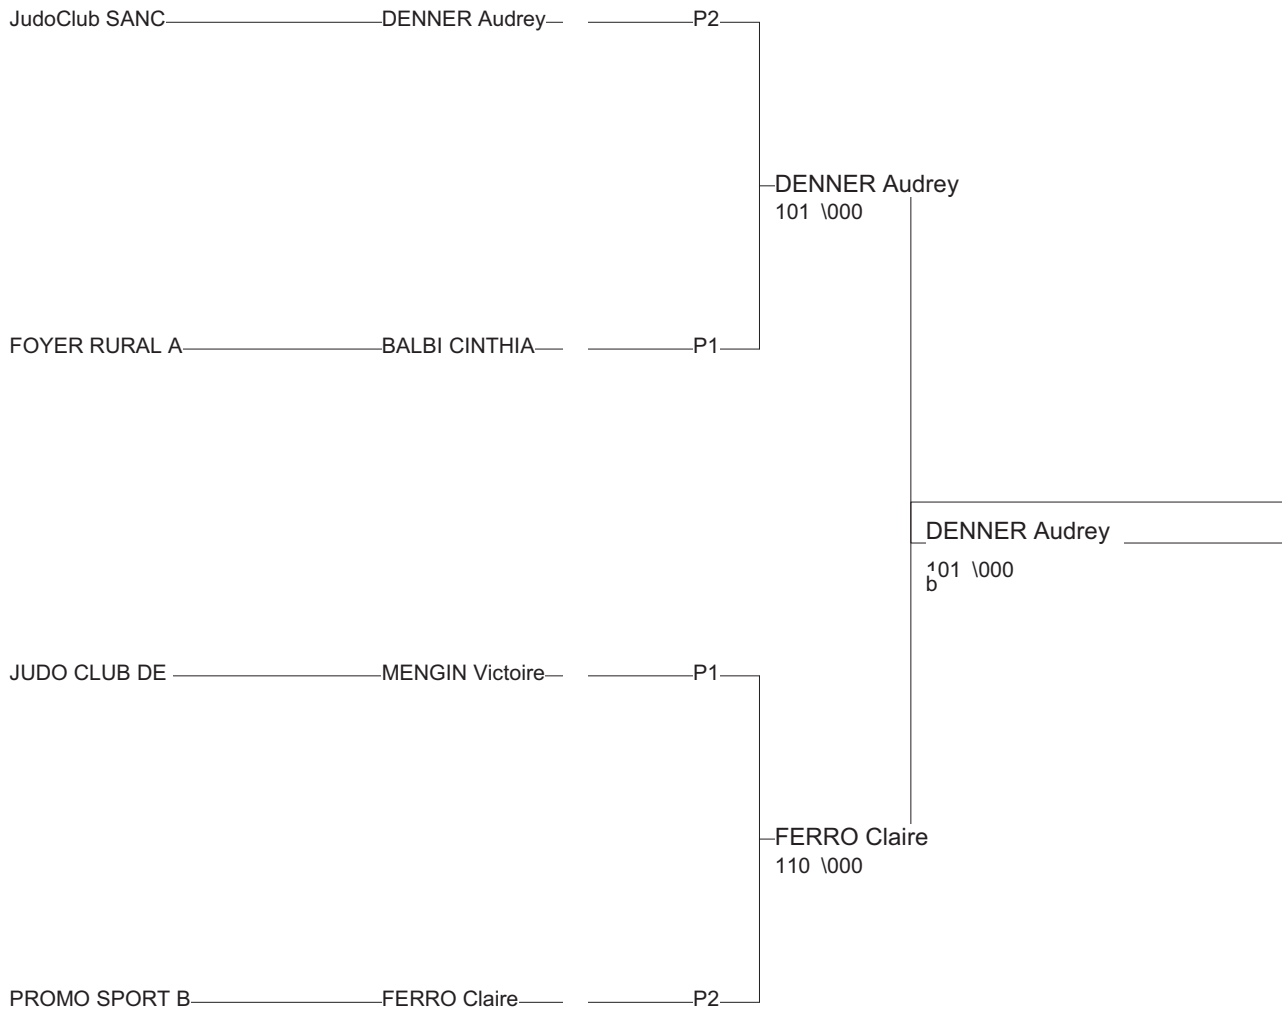 JudoClub SANC DENNER Audrey P2
DENNER Audrey
101 \000
FOYER RURAL A BALBI CINTHIA P1
DENNER Audrey
101 \000
b
JUDO CLUB DE MENGIN Victoire P1
FERRO Claire
110 \000
PROMO SPORT B FERRO Claire P2